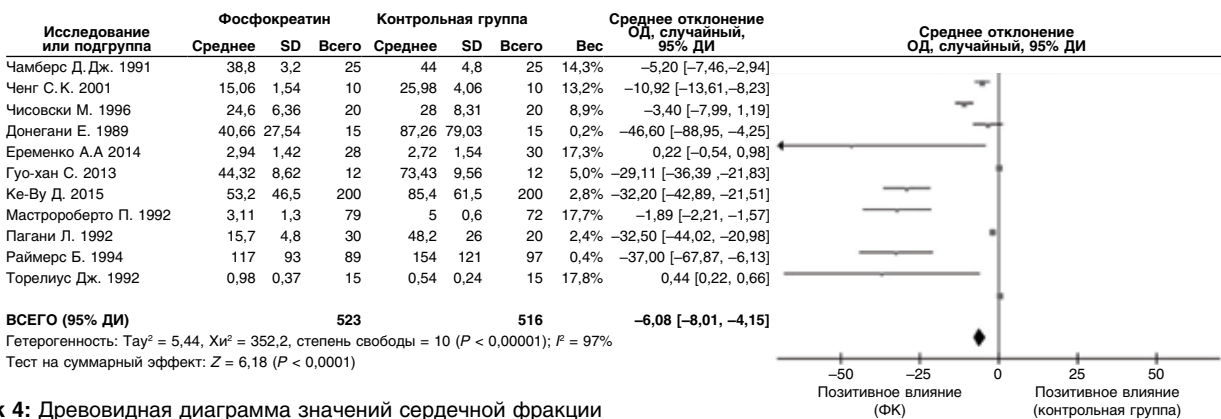 Фосфокреатин Контрольная группа Среднее отклонение
Исследование или подгруппа Среднее SD Всего Среднее SD Всего Вес ОД, случайный, 95% ДИ Среднее отклонение ОД, случайный, 95% ДИ
Чамберс Д.Дж. 1991 38,8 3,2 25 44 4,8 25 14,3% –5,20 [–7,46,–2,94]
Ченг С.К. 2001 15,06 1,54 10 25,98 4,06 10 13,2% –10,92 [–13,61,–8,23]
Чисовски М. 1996 24,6 6,36 20 28 8,31 20 8,9% –3,40 [–7,99, 1,19]
Донегани Е. 1989 40,66 27,54 15 87,26 79,03 15 0,2% –46,60 [–88,95, –4,25]
Еременко А.А 2014 2,94 1,42 28 2,72 1,54 30 17,3% 0,22 [–0,54, 0,98]
Гуо-хан С. 2013 44,32 8,62 12 73,43 9,56 12 5,0% –29,11 [–36,39 ,–21,83]
Ке-Ву Д. 2015 53,2 46,5 200 85,4 61,5 200 2,8% –32,20 [–42,89, –21,51]
Мастророберто П. 1992 3,11 1,3 79 5 0,6 72 17,7% –1,89 [–2,21, –1,57]
Пагани Л. 1992 15,7 4,8 30 48,2 26 20 2,4% –32,50 [–44,02, –20,98]
Раймерс Б. 1994 117 93 89 154 121 97 0,4% –37,00 [–67,87, –6,13]
Торелиус Дж. 1992 0,98 0,37 15 0,54 0,24 15 17,8% 0,44 [0,22, 0,66]
ВСЕГО (95% ДИ) 523 516 –6,08 [–8,01, –4,15]
Гетерогенность: Tay² = 5,44, Хи² = 352,2, степень свободы = 10 (P < 0,00001); I² = 97%
Тест на суммарный эффект: Z = 6,18 (P < 0,0001)
–50 –25 0 25 50
Позитивное влияние (ФК) Позитивное влияние (контрольная группа)
к 4: Древовидная диаграмма значений сердечной фракции